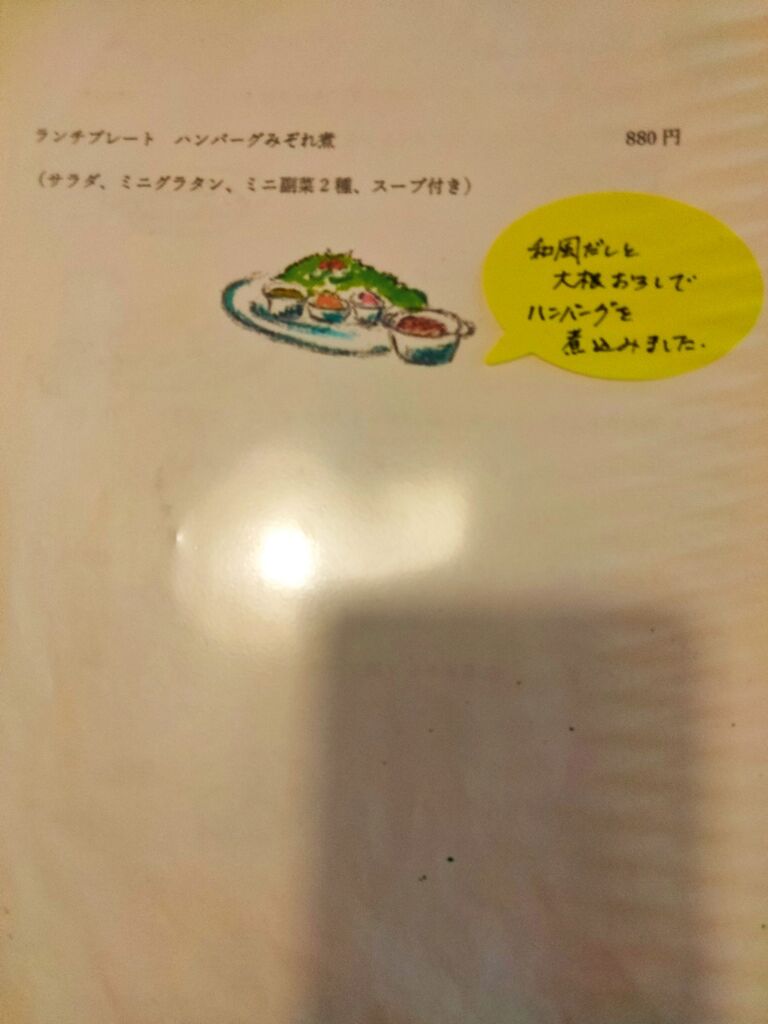 ランチプレート　ハンバーグみぞれ煮　880円
（サラダ、ミニグラタン、ミニ副菜２種、スープ付き）
和風だしと
大根おろしで
ハンバーグを
煮込みました.